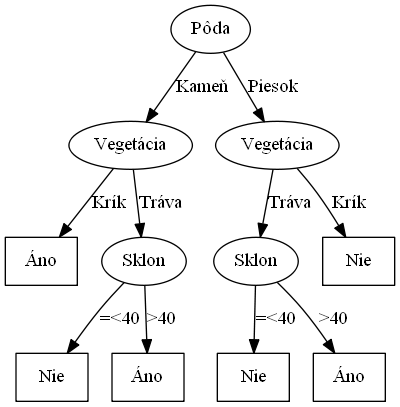 Pôda
Kameň Piesok
Vegetácia Vegetácia
Krík Tráva Tráva Krík
Áno Sklon Sklon Nie
=<40 >40 =<40 >40
Nie Áno Nie Áno